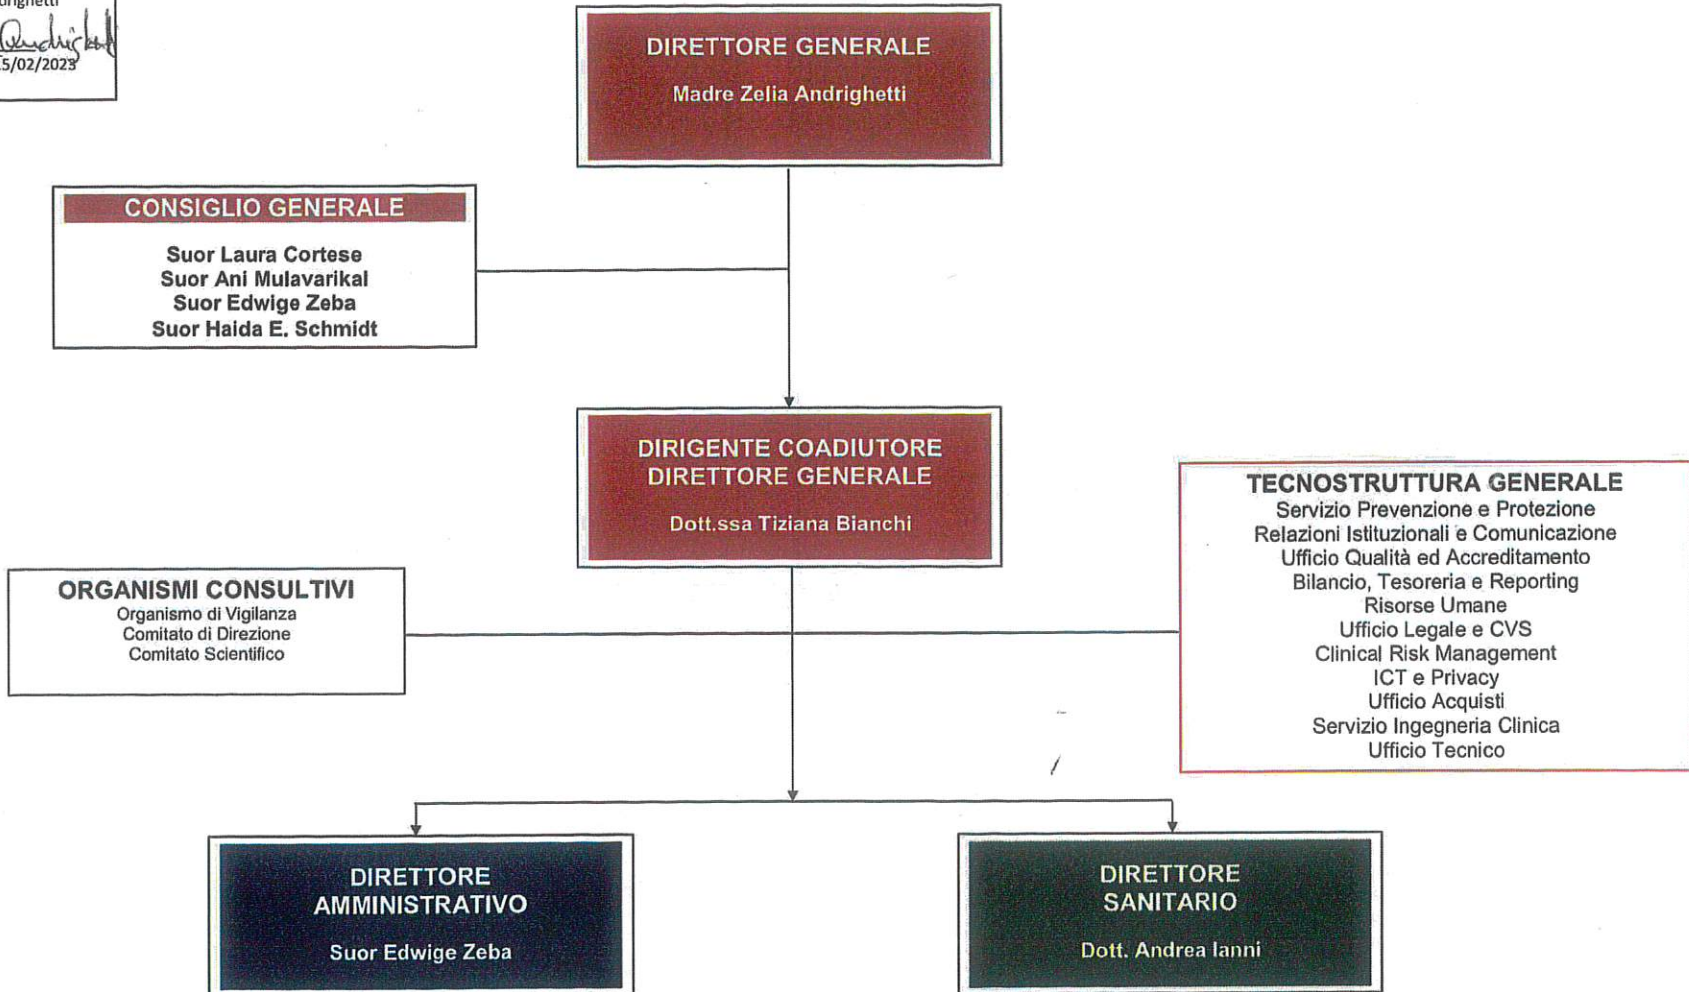 5/02/2023
DIRETTORE GENERALE
Madre Zelia Andrighetti
CONSIGLIO GENERALE
Suor Laura Cortese
Suor Ani Mulavarikal
Suor Edwige Zeba
Suor Haida E. Schmidt
DIRIGENTE COADIUTORE
DIRETTORE GENERALE
Dott.ssa Tiziana Bianchi
TECNOSTRUTTURA GENERALE
Servizio Prevenzione e Protezione
Relazioni Istituzionali e Comunicazione
Ufficio Qualità ed Accreditamento
Bilancio, Tesoreria e Reporting
Risorse Umane
Ufficio Legale e CVS
Clinical Risk Management
ICT e Privacy
Ufficio Acquisti
Servizio Ingegneria Clinica
Ufficio Tecnico
ORGANISMI CONSULTIVI
Organismo di Vigilanza
Comitato di Direzione
Comitato Scientifico
DIRETTORE
AMMINISTRATIVO
Suor Edwige Zeba
DIRETTORE
SANITARIO
Dott. Andrea Ianni